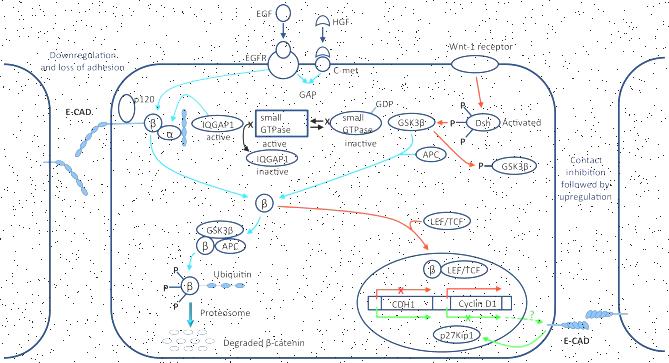 EGF
HGF
EGFR
C-met
Wnt-1 receptor
Downregulation
and loss of adhesion
GAP
p120
E-CAD
GDP
β
α
IQGAP1
active
X
small
GTPase
active
X
small
GTPase
inactive
GSK3β
P
P
P
Dsh
Activated
IQGAP1
inactive
APC
P
GSK3β
Contact
inhibition
followed by
upregulation
β
LEF/TCF
GSK3β
β
APC
β
LEF/TCF
P
P
P
β
Ubiquitin
X
CDH1
Cyclin D1
X
?
Proteosome
p27Kip1
E-CAD
Degraded β-catenin